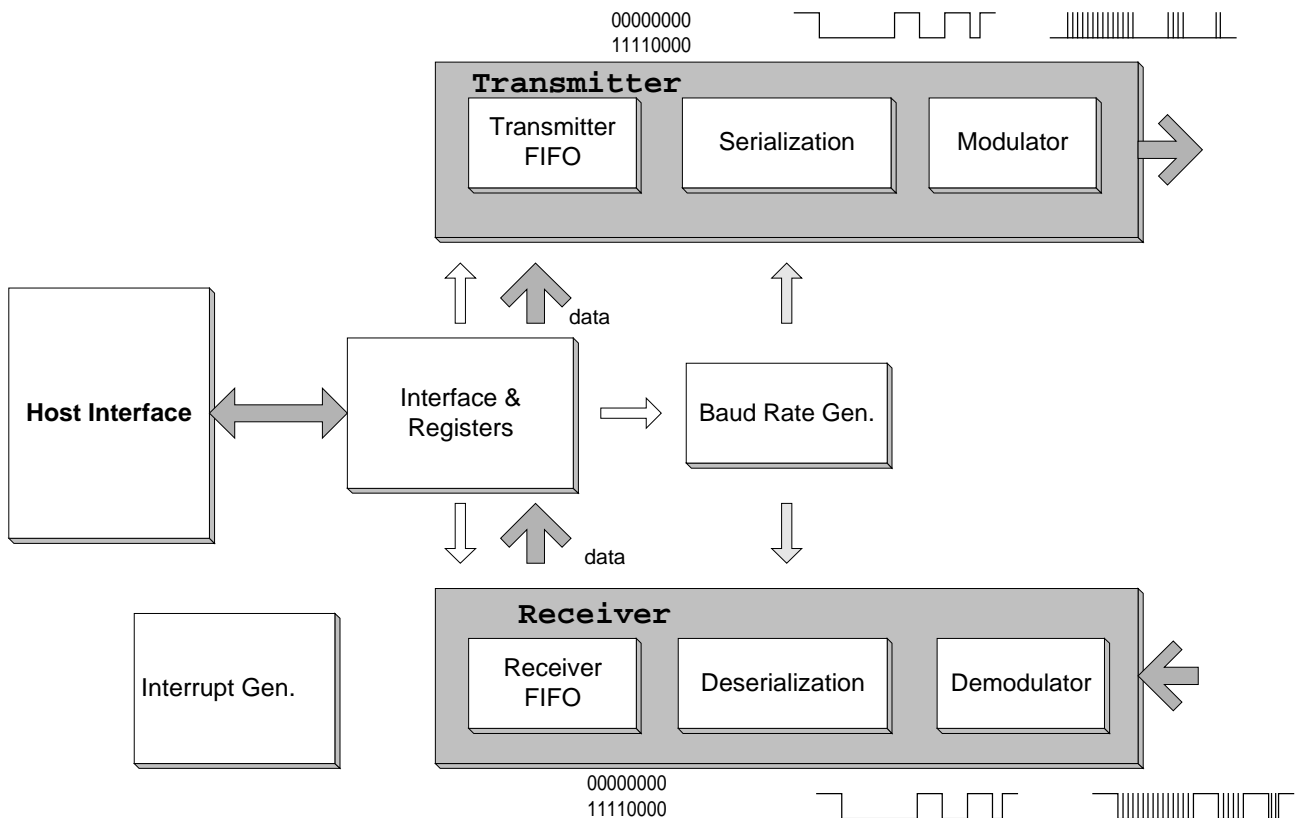 00000000
11110000
Transmitter
Transmitter
FIFO
Serialization
Modulator
data
Host Interface
Interface &
Registers
Baud Rate Gen.
data
Receiver
Interrupt Gen.
Receiver
FIFO
Deserialization
Demodulator
00000000
11110000